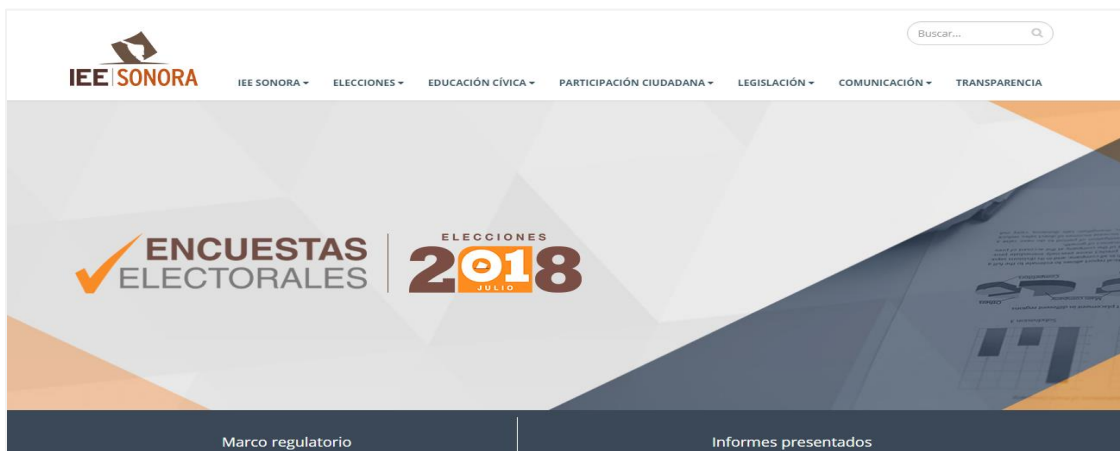 Buscar...
IEE SONORA
IEE SONORA ELECCIONES EDUCACIÓN CÍVICA PARTICIPACIÓN CIUDADANA LEGISLACIÓN COMUNICACIÓN TRANSPARENCIA
ENCUESTAS
ELECTORALES
ELECCIONES
2018
JULIO
Marco regulatorio Informes presentados